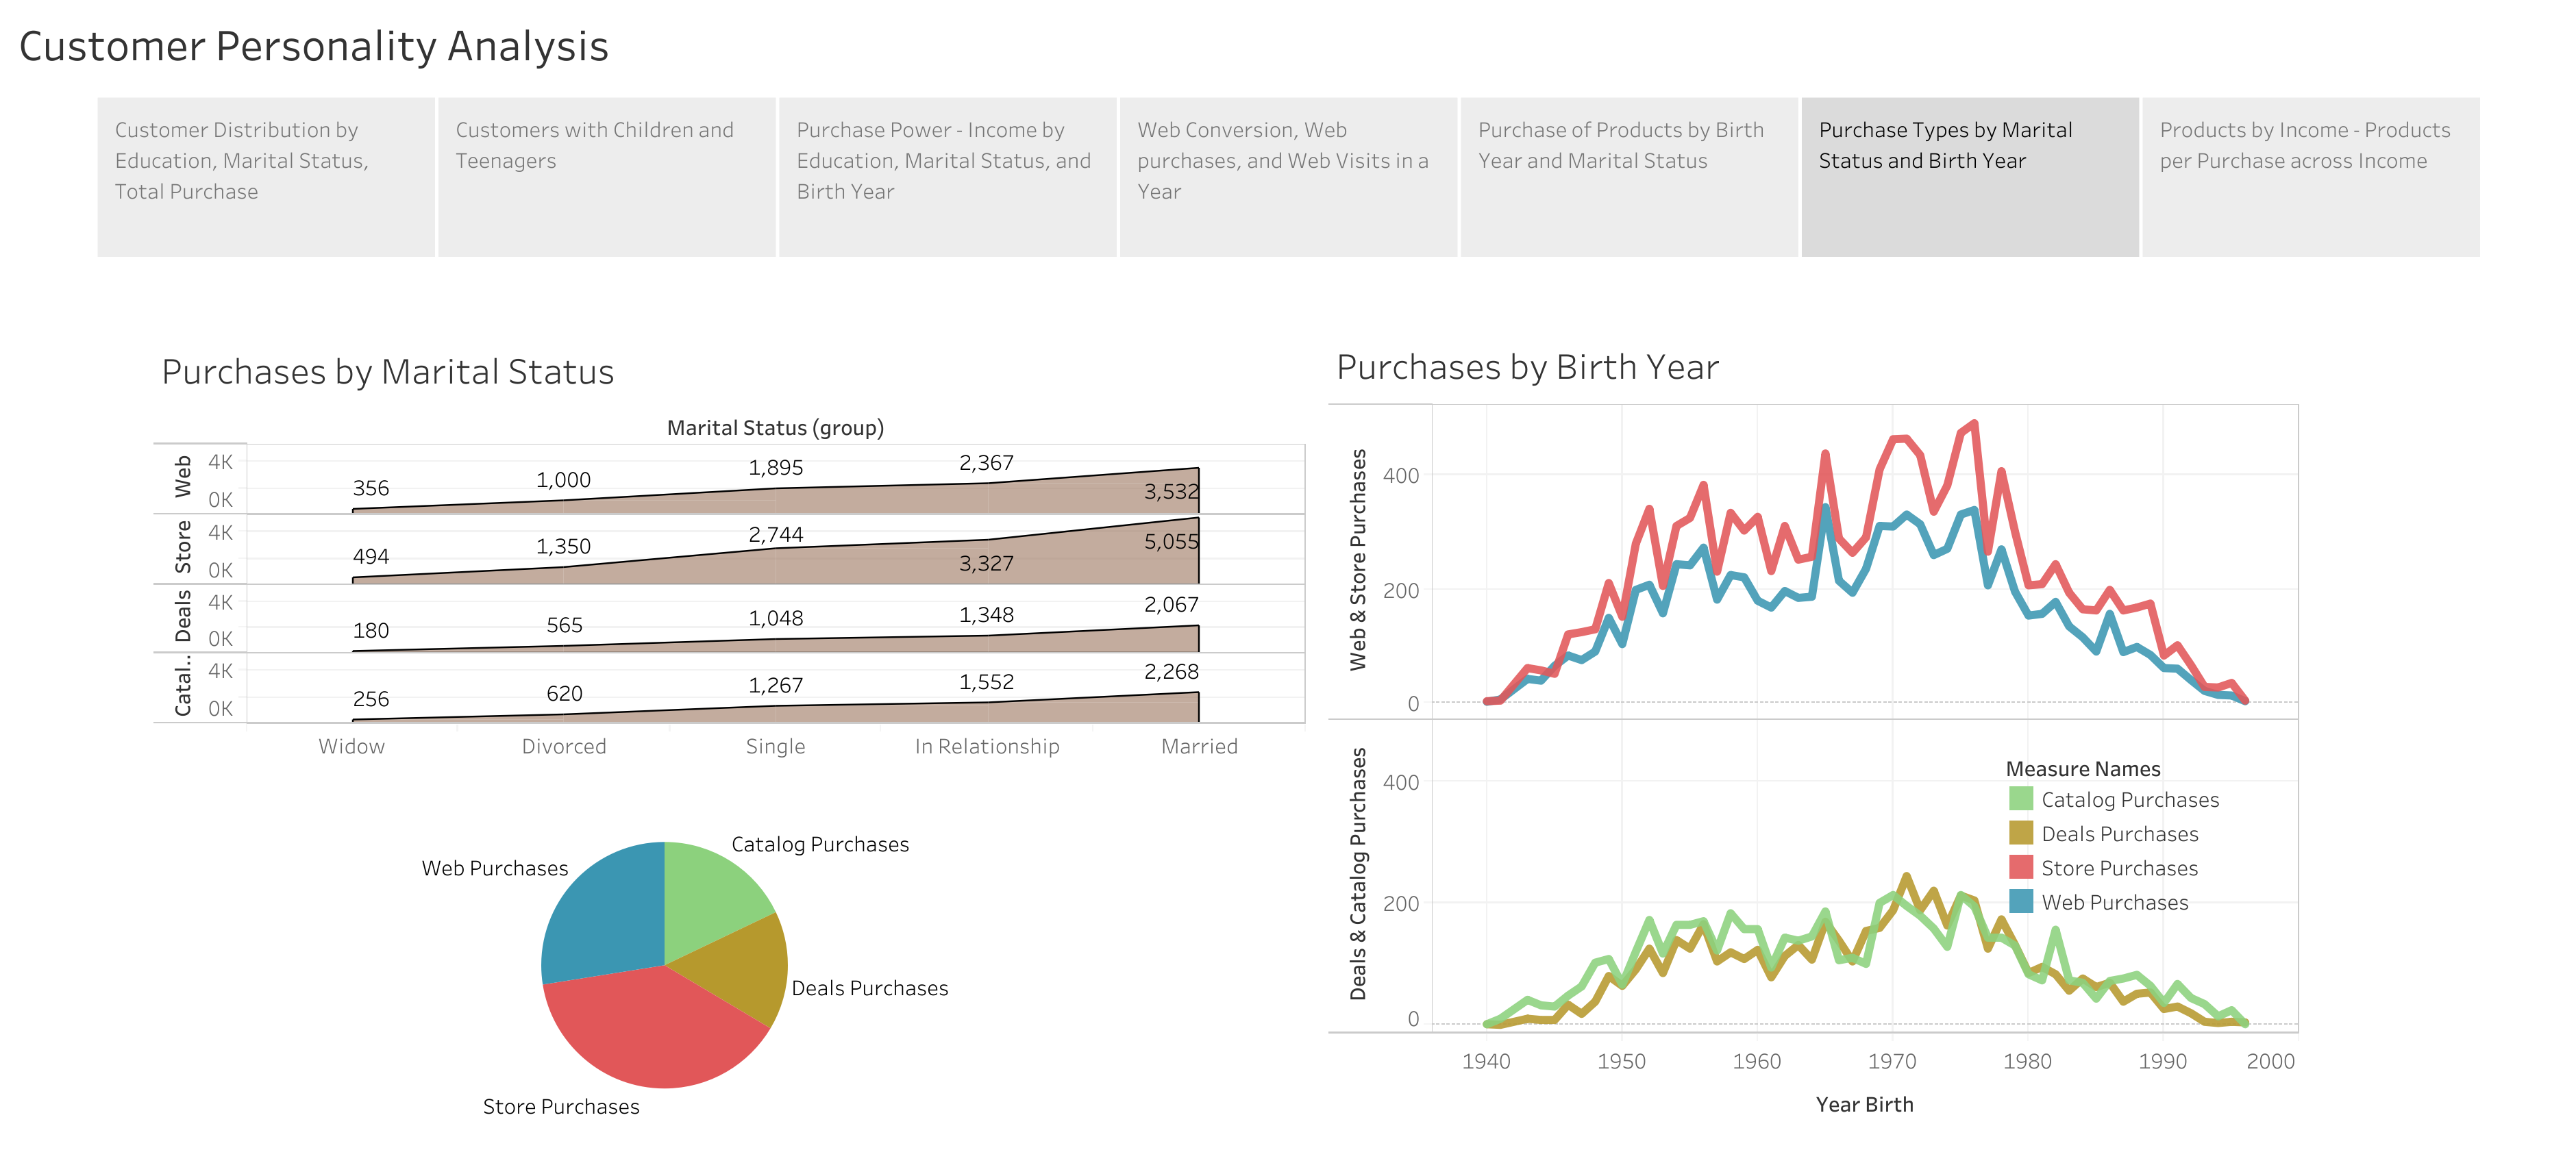 Customer Personality Analysis
Customer Distribution by
Education, Marital Status,
Total Purchase
Customers with Children and
Teenagers
Purchase Power - Income by
Education, Marital Status, and
Birth Year
Web Conversion, Web
purchases, and Web Visits in a
Year
Purchase of Products by Birth
Year and Marital Status
Purchase Types by Marital
Status and Birth Year
Products by Income - Products
per Purchase across Income
Purchases by Marital Status
Marital Status (group)
Web
4K
0K
356
1,000
1,895
2,367
3,532
Store
4K
0K
494
1,350
2,744
3,327
5,055
Deals
4K
0K
180
565
1,048
1,348
2,067
Catal..
4K
0K
256
620
1,267
1,552
2,268
Widow
Divorced
Single
In Relationship
Married
Catalog Purchases
Web Purchases
Deals Purchases
Store Purchases
Purchases by Birth Year
Web & Store Purchases
400
200
0
Deals & Catalog Purchases
400
200
0
Measure Names
Catalog Purchases
Deals Purchases
Store Purchases
Web Purchases
1940
1950
1960
1970
1980
1990
2000
Year Birth